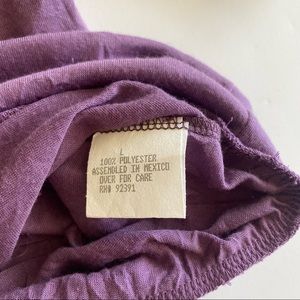 L
100% POLYESTER
ASSEMBLED IN MEXICO
OVER FOR CARE
RN# 92391